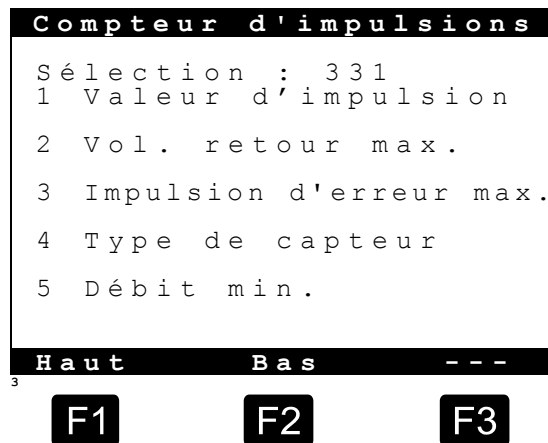 Compteur d'impulsions
Sélection : 331
1 Valeur d’impulsion
2 Vol. retour max.
3 Impulsion d'erreur max.
4 Type de capteur
5 Débit min.
Haut Bas ---
3
F1 F2 F3